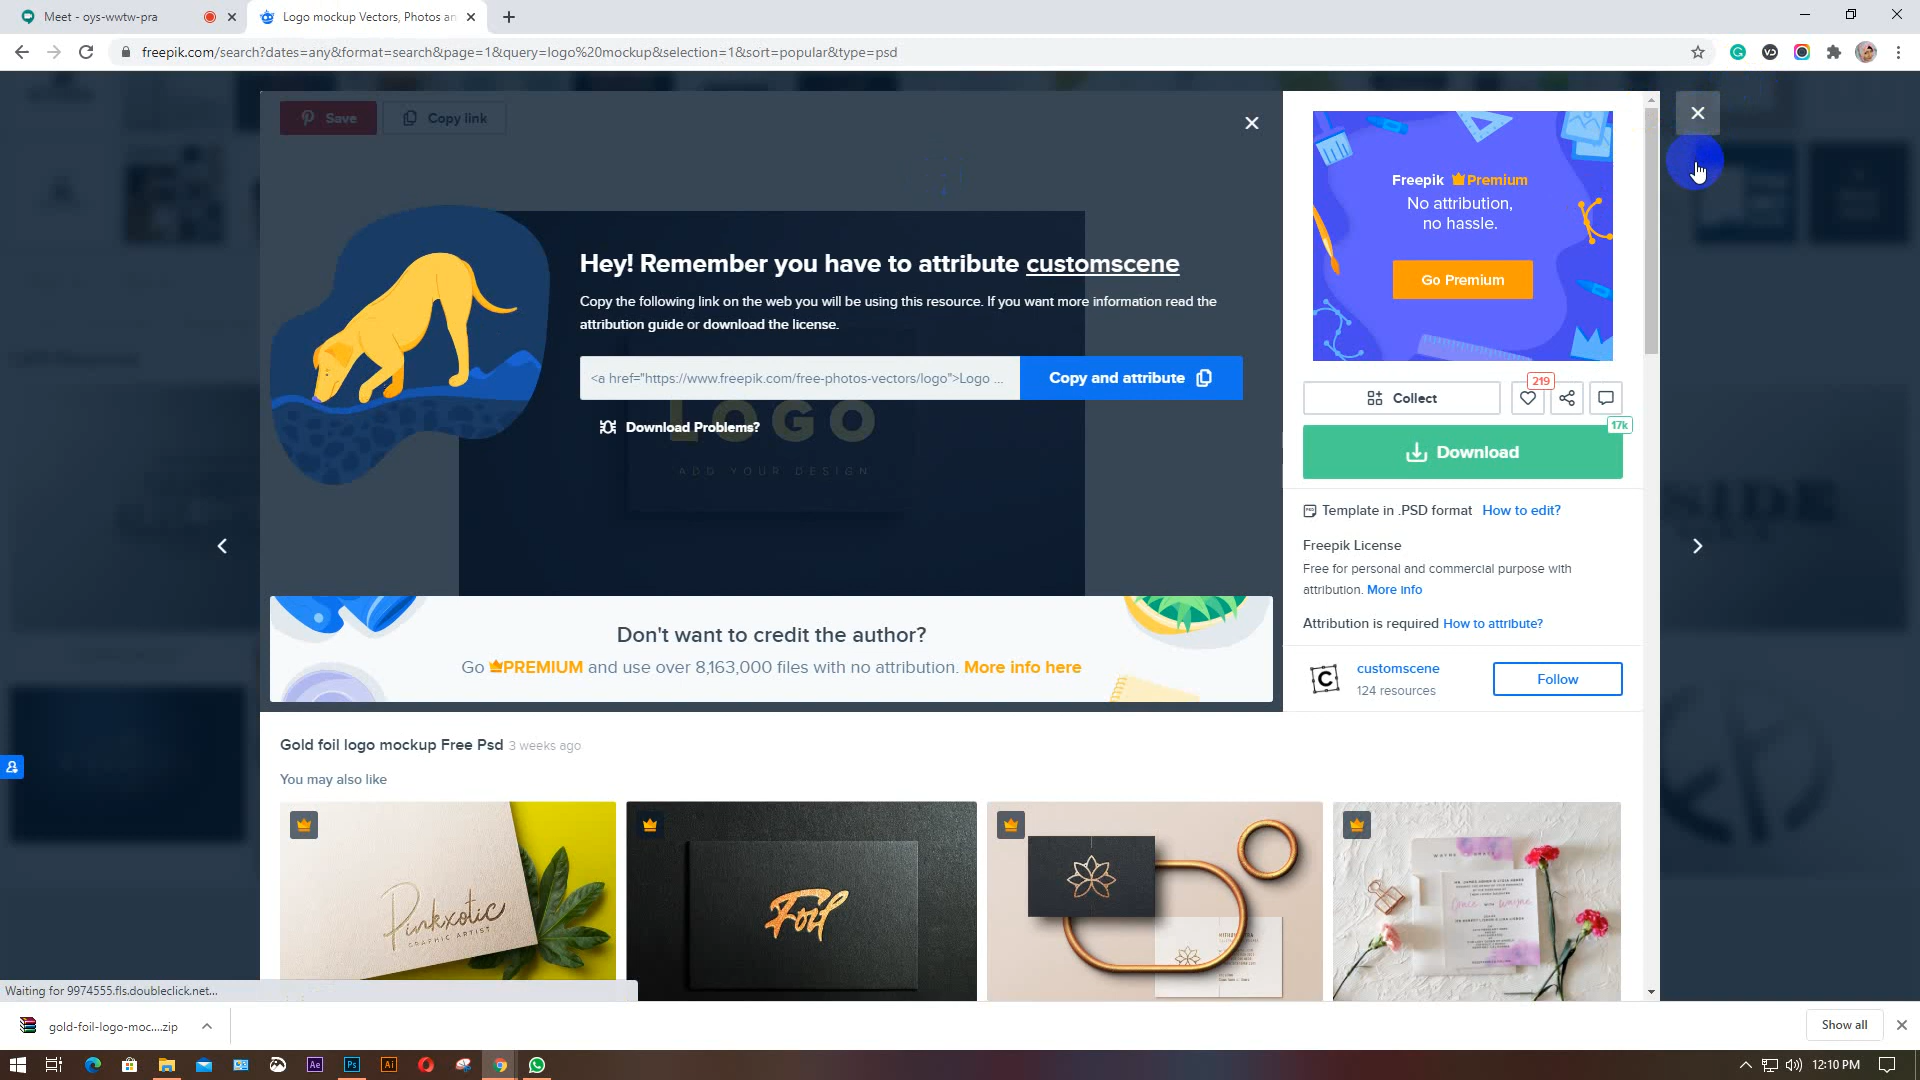 Meet - oys-wwtw-pra
Logo mockup Vectors, Photos an
freepik.com/search?dates=any&format=search&page=1&query=logo%20mockup&selection=1&sort=popular&type=psd
Save
Copy link
Freepik Premium
No attribution,
no hassle.
Go Premium
Hey! Remember you have to attribute customscene
Copy the following link on the web you will be using this resource. If you want more information read the
attribution guide or download the license.
<a href="https://www.freepik.com/free-photos-vectors/logo">Logo ...
Copy and attribute
Download Problems?
LOGO
ADD YOUR DESIGN
219
Collect
17k
Download
Template in .PSD format How to edit?
Freepik License
Free for personal and commercial purpose with
attribution. More info
Attribution is required How to attribute?
customscene
124 resources
Follow
Don't want to credit the author?
Go PREMIUM and use over 8,163,000 files with no attribution. More info here
Gold foil logo mockup Free Psd 3 weeks ago
You may also like
Pinkxotic
GRAPHIC ARTIST
Foil
Waiting for 9974555.fls.doubleclick.net...
gold-foil-logo-moc....zip
Show all
Ae
Ps
Ai
12:10 PM